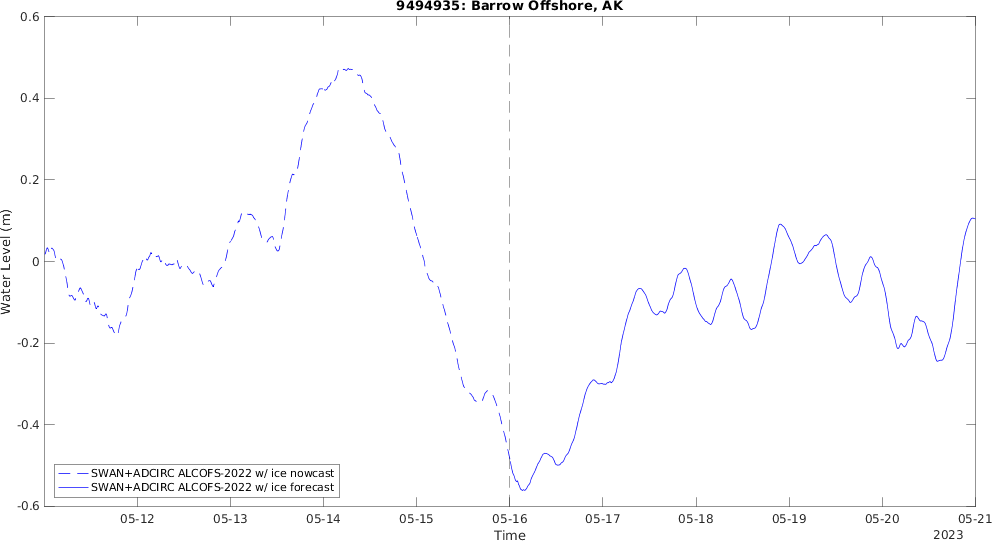 9494935: Barrow Offshore, AK
Water Level (m)
0.6
0.4
0.2
0
-0.2
-0.4
-0.6
SWAN+ADCIRC ALCOFS-2022 w/ ice nowcast
SWAN+ADCIRC ALCOFS-2022 w/ ice forecast
05-12 05-13 05-14 05-15 05-16 05-17 05-18 05-19 05-20 05-21
Time
2023